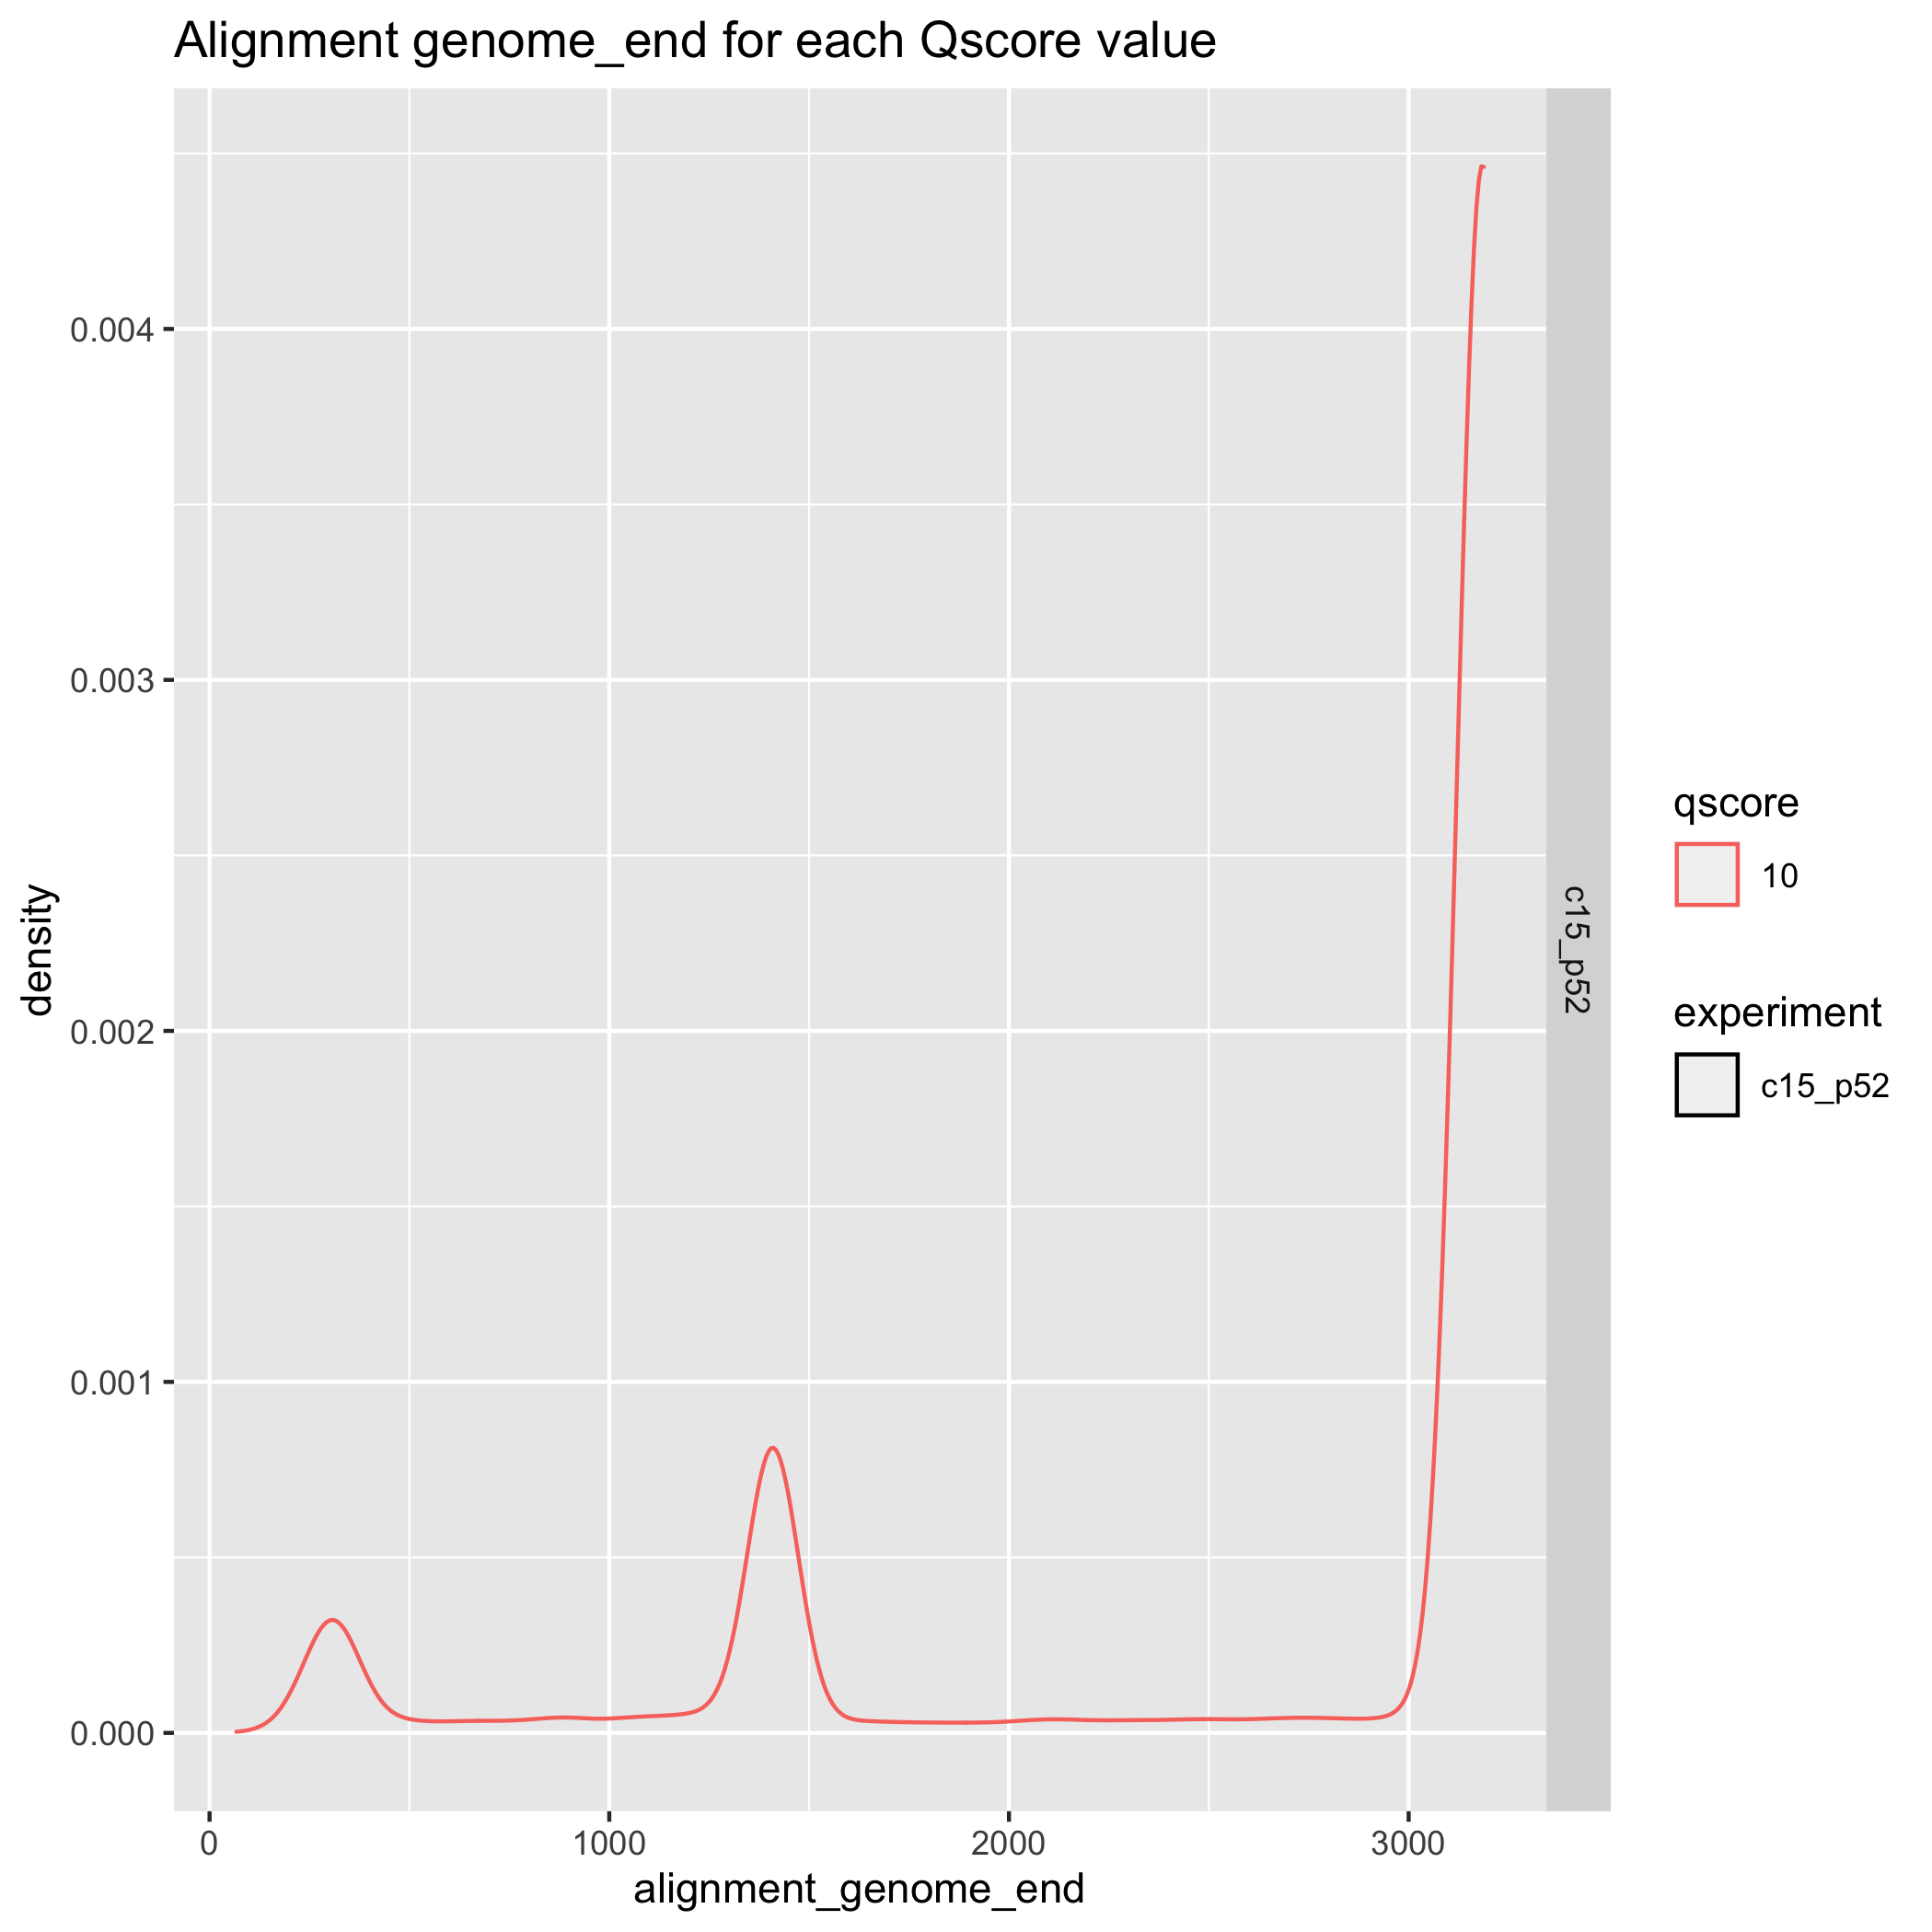 Alignment genome_end for each Qscore value
density
0.004
0.003
0.002
0.001
0.000
0
1000
2000
3000
alignment_genome_end
c15_p52
qscore
10
experiment
c15_p52